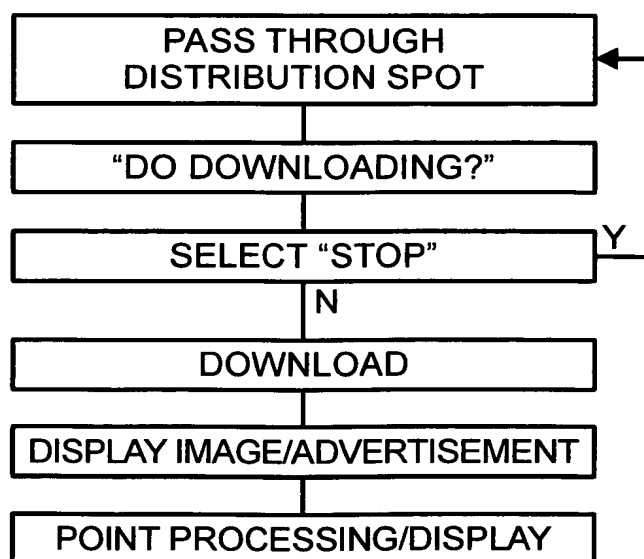 PASS THROUGH
DISTRIBUTION SPOT
“DO DOWNLOADING?”
SELECT “STOP”
Y
N
DOWNLOAD
DISPLAY IMAGE/ADVERTISEMENT
POINT PROCESSING/DISPLAY